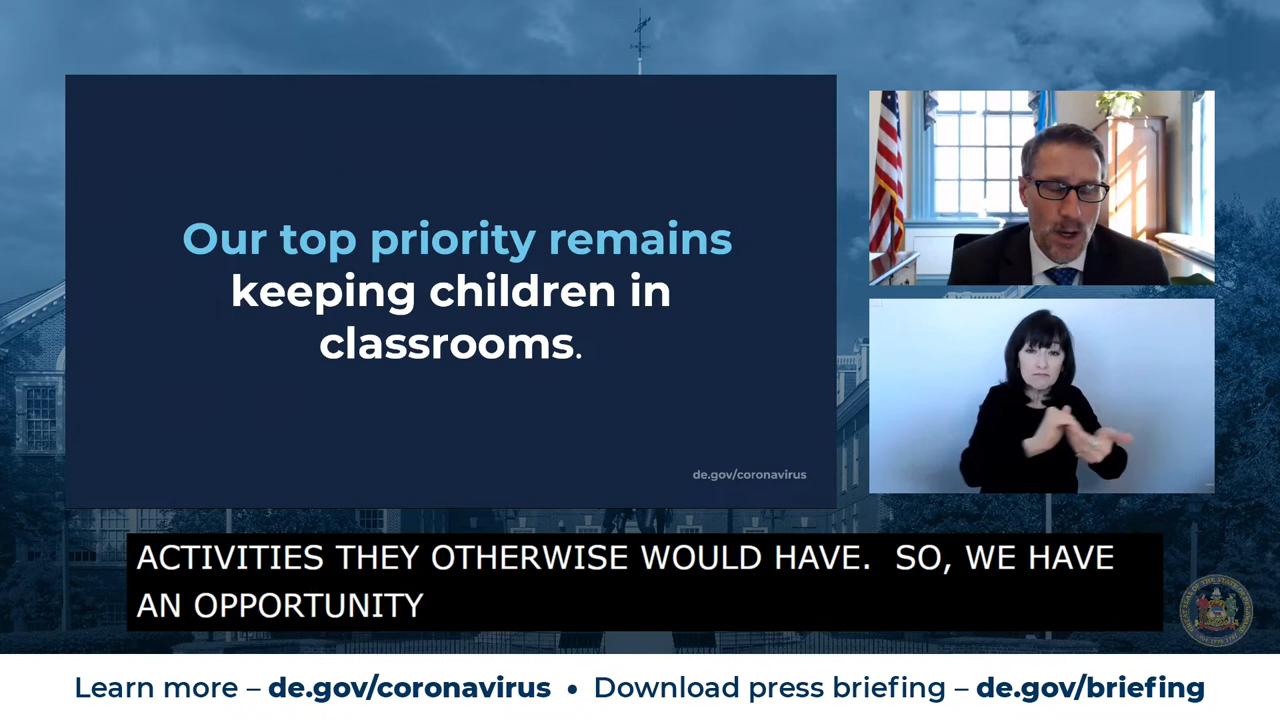 Our top priority remains
keeping children in
classrooms.
de.gov/coronavirus
ACTIVITIES THEY OTHERWISE WOULD HAVE.  SO, WE HAVE
AN OPPORTUNITY
Learn more – de.gov/coronavirus • Download press briefing – de.gov/briefing